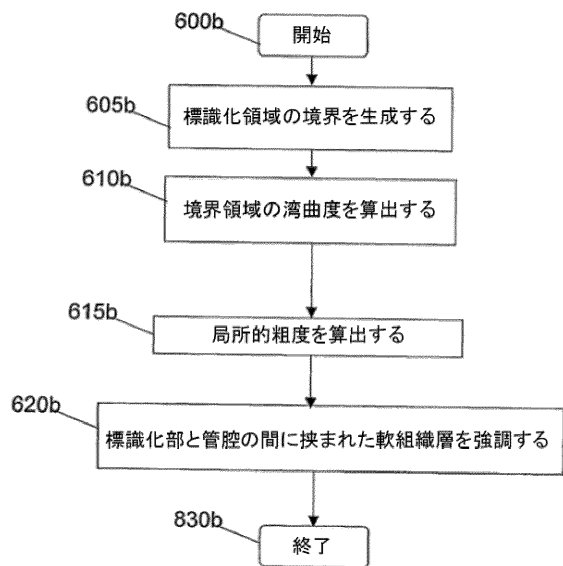 600b
開始
605b
標識化領域の境界を生成する
610b
境界領域の湾曲度を算出する
615b
局所的粗度を算出する
620b
標識化部と管腔の間に挟まれた軟組織層を強調する
830b
終了